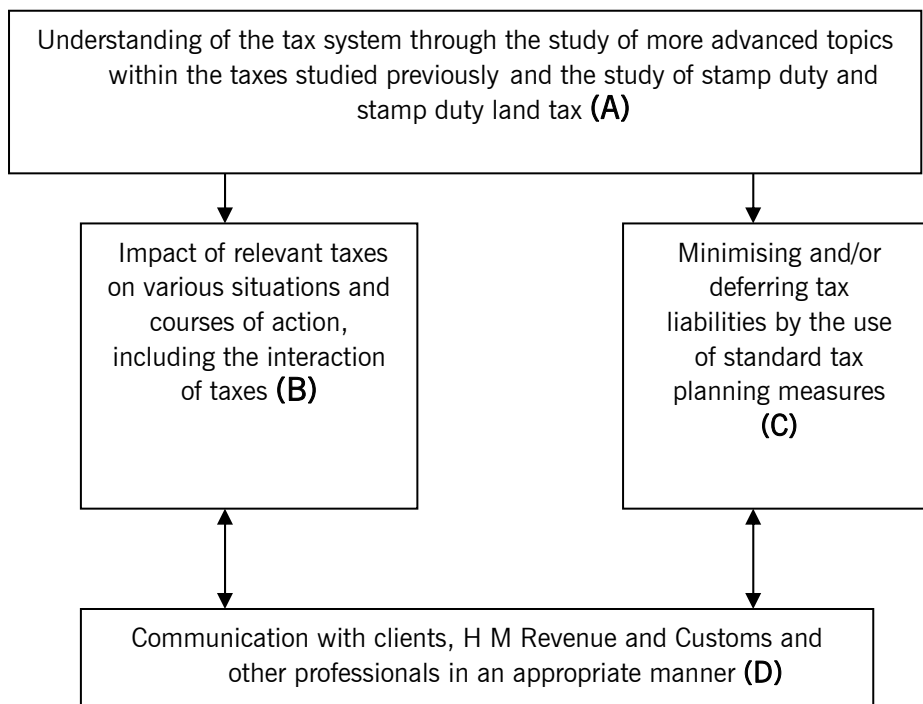 Understanding of the tax system through the study of more advanced topics
within the taxes studied previously and the study of stamp duty and
stamp duty land tax (A)
Impact of relevant taxes
on various situations and
courses of action,
including the interaction
of taxes (B)
Minimising and/or
deferring tax
liabilities by the use
of standard tax
planning measures
(C)
Communication with clients, H M Revenue and Customs and
other professionals in an appropriate manner (D)